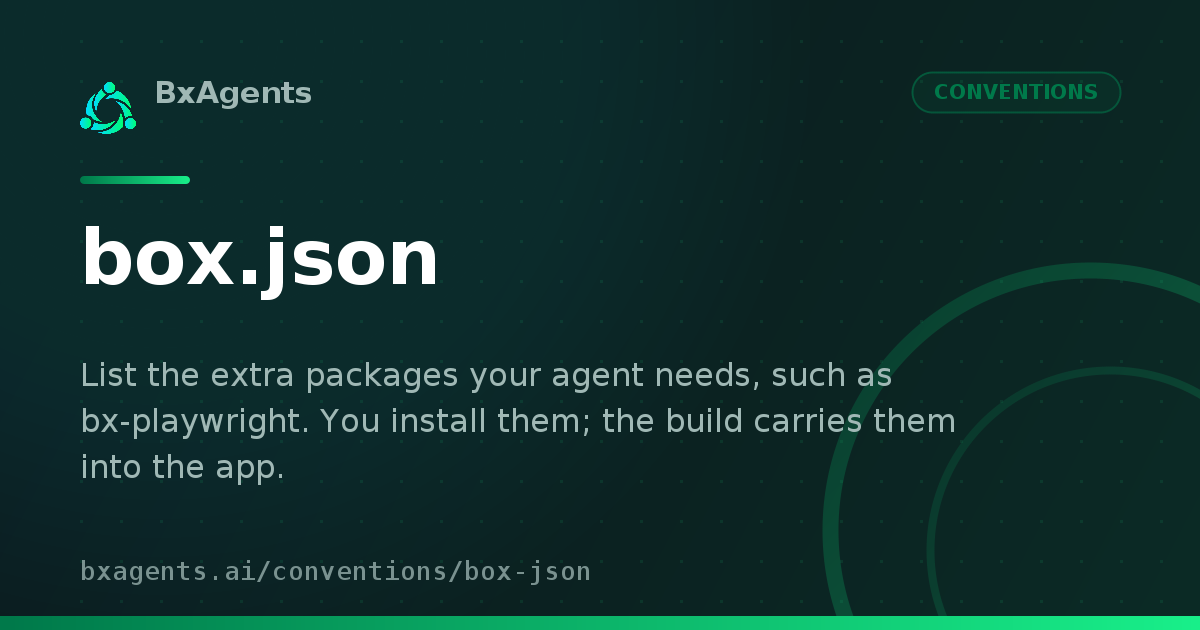 BxAgents
CONVENTIONS
box.json
List the extra packages your agent needs, such as
bx-playwright. You install them; the build carries them
into the app.
bxagents.ai/conventions/box-json